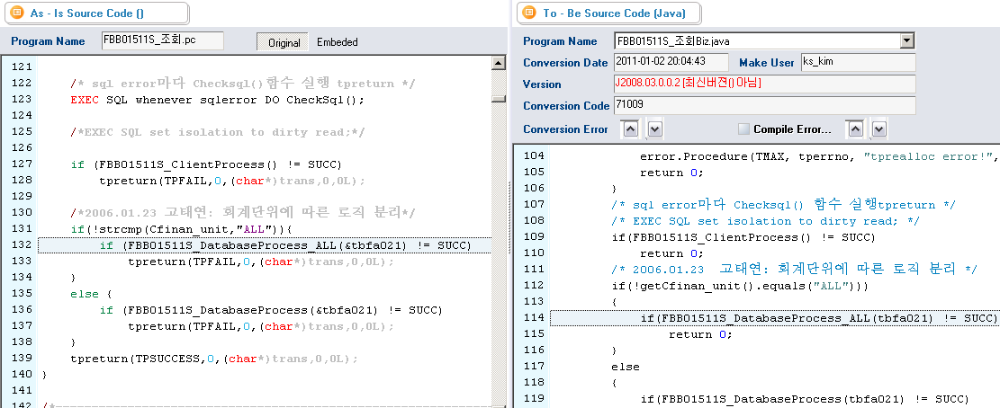 As - Is Source Code ()
Program Name FBB01511S_조회.pc Original Embeded
121
122 /* sql error마다 Checksql()함수 실행 tpreturn */
123 EXEC SQL whenever sqlerror DO CheckSql();
124
125 /*EXEC SQL set isolation to dirty read;*/
126
127 if (FBB01511S_ClientProcess() != SUCC)
128 tpreturn(TPFAIL,0,(char*)trans,0,0L);
129
130 /*2006.01.23 고태연: 회계단위에 따른 로직 분리*/
131 if(!strcmp(Cfinan_unit,"ALL")){
132 if (FBB01511S_DatabaseProcess_ALL(&tbfa021) != SUCC)
133 tpreturn(TPFAIL,0,(char*)trans,0,0L);
134 }
135 else {
136 if (FBB01511S_DatabaseProcess(&tbfa021) != SUCC)
137 tpreturn(TPFAIL,0,(char*)trans,0,0L);
138 }
139 tpreturn(TPSUCCESS,0,(char*)trans,0,0L);
140 }
141
142 /*------------------------------------------------------------
To - Be Source Code (Java)
Program Name FBB01511S_조회Biz.java
Conversion Date 2011-01-02 20:04:43 Make User ks_kim
Version J2008.03.0.0.2 [최신버젼() 아님]
Conversion Code 71009
Conversion Error Compile Error...
104 error.Procedure(TMAX, tperrno, "tprealloc error!",
105 return 0;
106 }
107 /* sql error마다 Checksql() 함수 실행tpreturn */
108 /* EXEC SQL set isolation to dirty read; */
109 if(FBB01511S_ClientProcess() != SUCC)
110 return 0;
111 /* 2006.01.23 고태연: 회계단위에 따른 로직 분리 */
112 if(!getCfinan_unit().equals("ALL")))
113 {
114 if(FBB01511S_DatabaseProcess_ALL(tbfa021) != SUCC)
115 return 0;
116 }
117 else
118 {
119 if(FBB01511S_DatabaseProcess(tbfa021) != SUCC)